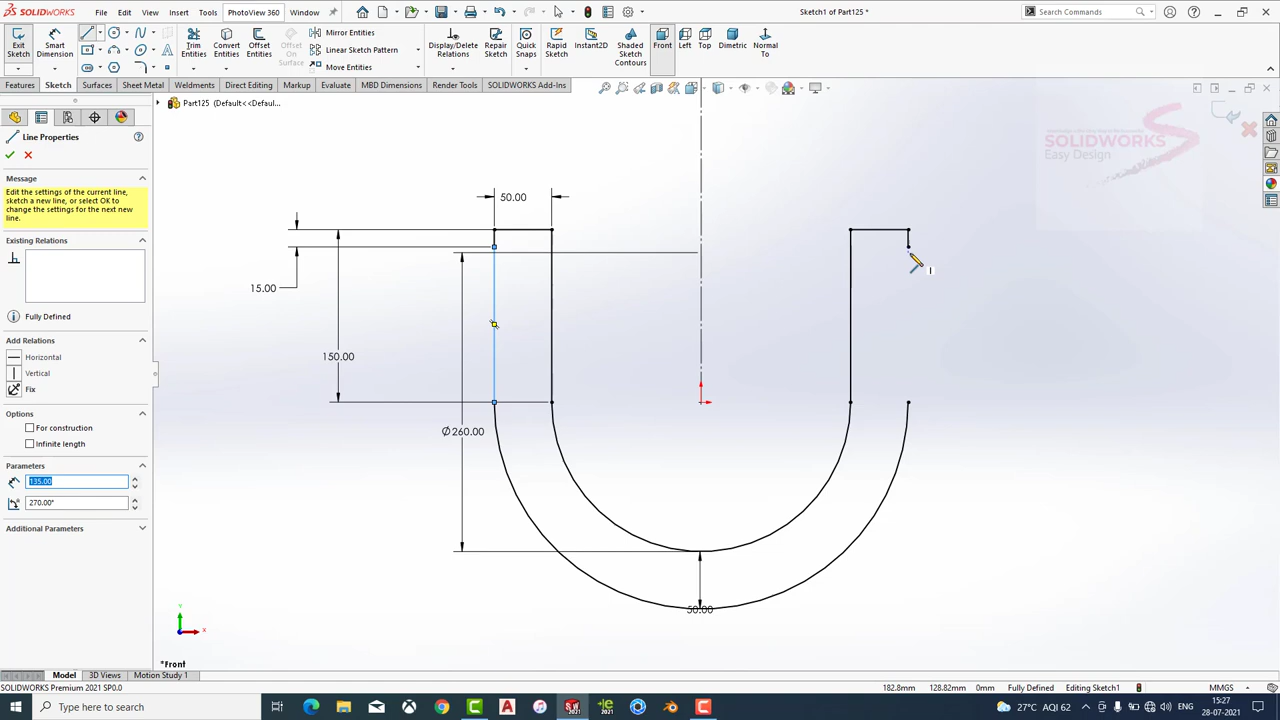 SOLIDWORKS File Edit View Insert Tools PhotoView 360 Window
Sketch1 of Part125 *
Search Commands
Exit Sketch
Smart Dimension
Trim Entities
Convert Entities
Offset Entities
Offset On Surface
Mirror Entities
Linear Sketch Pattern
Move Entities
Display/Delete Relations
Repair Sketch
Quick Snaps
Rapid Sketch
Instant2D
Shaded Sketch Contours
Front
Left
Top
Dimetric
Normal To
Features Sketch Surfaces Sheet Metal Weldments Direct Editing Markup Evaluate MBD Dimensions Render Tools SOLIDWORKS Add-Ins
Part125 (Default<<Defaul...
Line Properties
Message
Edit the settings of the current line, sketch a new line, or select OK to change the settings for the next new line.
Existing Relations
Fully Defined
Add Relations
Horizontal
Vertical
Fix
Options
For construction
Infinite length
Parameters
135.00
270.00°
Additional Parameters
SOLIDWORKS
Easy Design
50.00
15.00
150.00
Ø260.00
50.00
Y
X
*Front
Model 3D Views Motion Study 1
SOLIDWORKS Premium 2021 SP0.0
182.8mm 128.82mm 0mm Fully Defined Editing Sketch1 MMGS
Type here to search
27°C AQI 62
ENG
15:27
28-07-2021